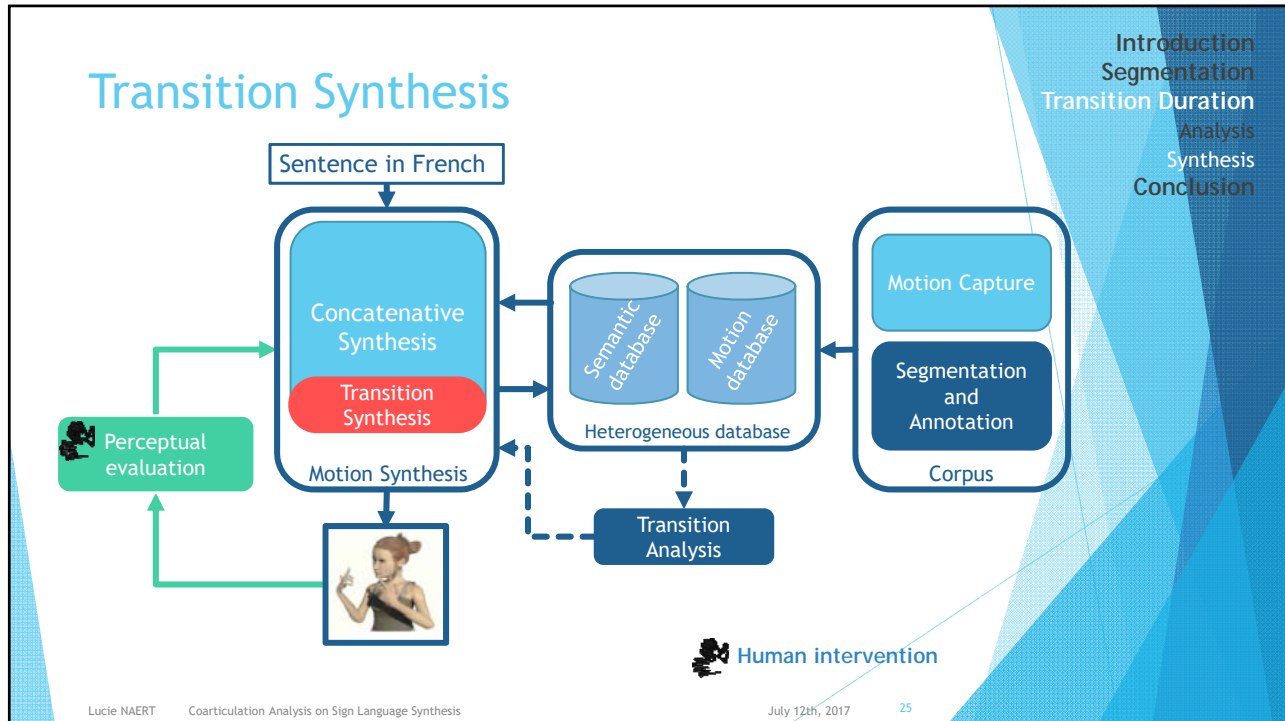 Transition Synthesis
Introduction
Segmentation
Transition Duration
Analysis
Synthesis
Conclusion
Sentence in French
Concatenative
Synthesis
Transition
Synthesis
Motion Synthesis
Perceptual
evaluation
Semantic
database
Motion
database
Heterogeneous database
Transition
Analysis
Motion Capture
Segmentation
and
Annotation
Corpus
Human intervention
Lucie NAERT Coarticulation Analysis on Sign Language Synthesis July 12th, 2017 25